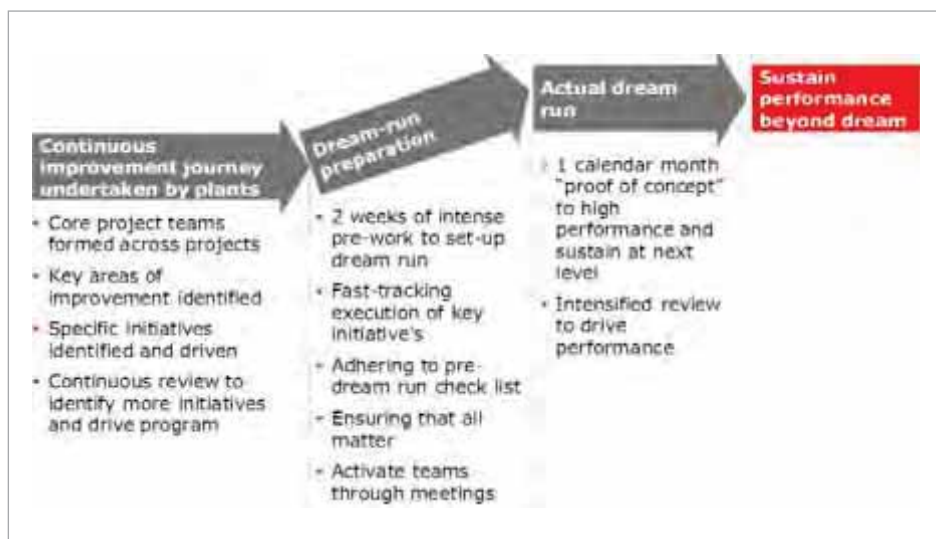 Continuous
improvement journey
undertaken by plants
• Core project teams
formed across projects
• Key areas of
improvement identified
• Specific initiatives
identified and driven
• Continuous review to
identify more initiatives
and drive program
Dream-run
preparation
• 2 weeks of intense
pre-work to set-up
dream run
• Fast-tracking
execution of key
initiative's
• Adhering to pre-
dream run check list
• Ensuring that all
matter
• Activate teams
through meetings
Actual dream
run
• 1 calendar month
"proof of concept"
to high
performance and
sustain at next
level
• Intensified review
to drive
performance
Sustain
performance
beyond dream